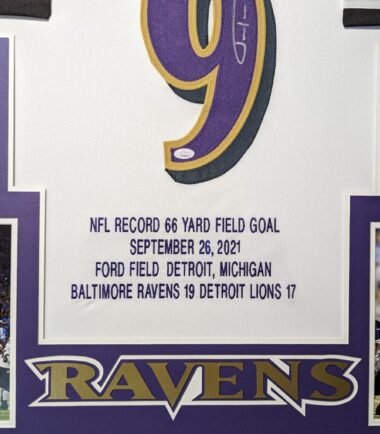 9
NFL RECORD 66 YARD FIELD GOAL
SEPTEMBER 26, 2021
FORD FIELD DETROIT, MICHIGAN
BALTIMORE RAVENS 19 DETROIT LIONS 17
RAVENS